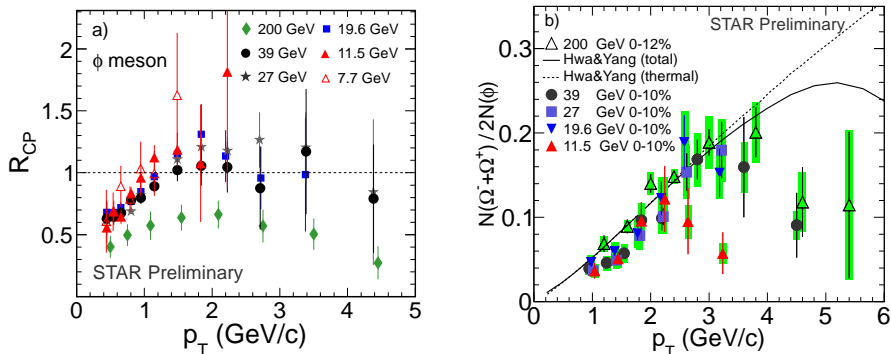 a)
φ meson
200 GeV
19.6 GeV
39 GeV
11.5 GeV
27 GeV
7.7 GeV
STAR Preliminary
R_CP
2
1.5
1
0.5
0
1
2
3
4
5
p_T (GeV/c)
b)
STAR Preliminary
200 GeV 0-12%
Hwa&Yang (total)
Hwa&Yang (thermal)
39 GeV 0-10%
27 GeV 0-10%
19.6 GeV 0-10%
11.5 GeV 0-10%
N(Ω⁻+Ω⁺) / 2N(φ)
0.3
0.2
0.1
0.0
0
1
2
3
4
5
6
p_T (GeV/c)